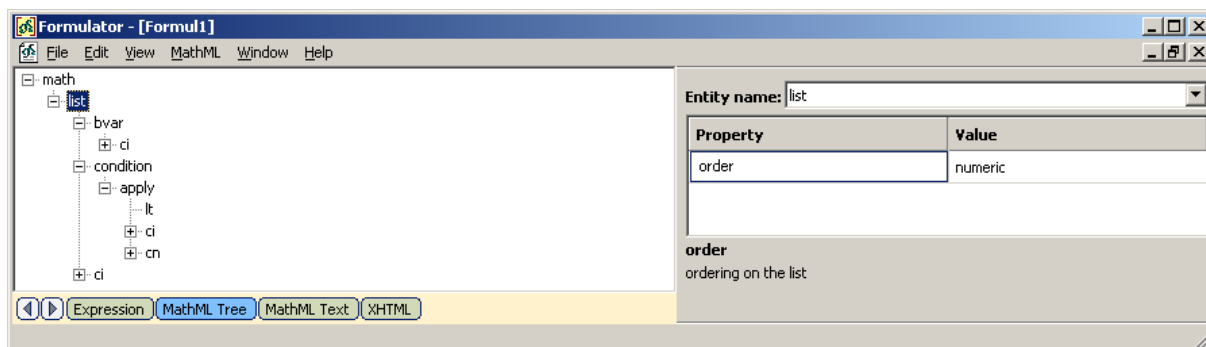 Formulator - [Formul1]
File Edit View MathML Window Help
math
list
bvar
ci
condition
apply
lt
ci
cn
ci
Expression MathML Tree MathML Text XHTML
Entity name: list
Property Value
order numeric
order
ordering on the list